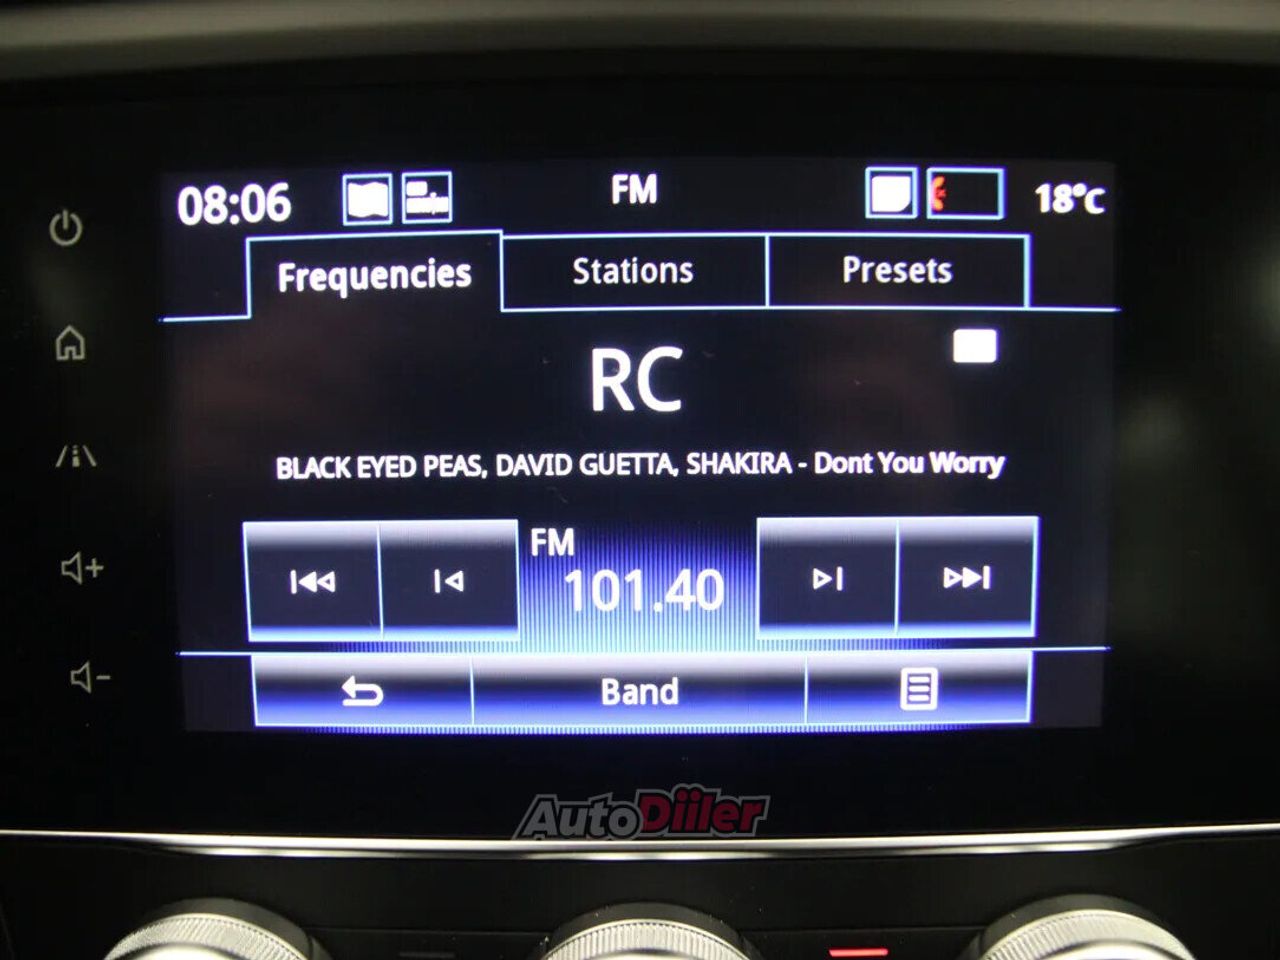 08:06
FM
18°C
Frequencies
Stations
Presets
RC
BLACK EYED PEAS, DAVID GUETTA, SHAKIRA - Dont You Worry
FM
101.40
Band
AutoDiiler